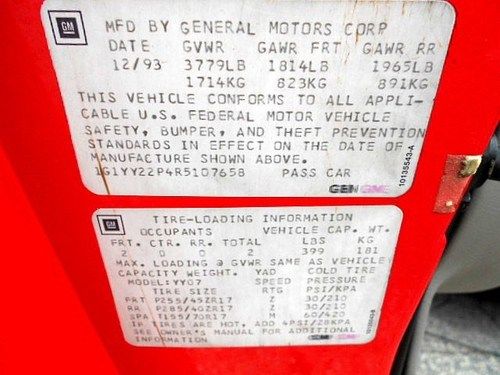 GM
MFD BY GENERAL MOTORS CORP
DATE GVWR GAWR FRT GAWR RR
12/93 3779LB 1814LB 1965LB
1714KG 823KG 891KG
THIS VEHICLE CONFORMS TO ALL APPLI-
CABLE U.S. FEDERAL MOTOR VEHICLE
SAFETY, BUMPER, AND THEFT PREVENTION
STANDARDS IN EFFECT ON THE DATE OF
MANUFACTURE SHOWN ABOVE.
1G1YY22P4R5107658 PASS CAR
GEN GME
10135543-A
GM
TIRE-LOADING INFORMATION
OCCUPANTS VEHICLE CAP. WT.
FRT. CTR. RR. TOTAL LBS KG
2 0 0 2 399 181
MAX. LOADING @ GVWR SAME AS VEHICLE
CAPACITY WEIGHT. YAD COLD TIRE
MODEL:YY07 SPEED PRESSURE
TIRE SIZE RTG PSI/KPA
FRT P255/45ZR17 Z 30/210
RR P285/40ZR17 Z 30/210
SPA T155/70R17 M 60/420
IF TIRES ARE HOT, ADD 4PSI/28KPA
SEE OWNER'S MANUAL FOR ADDITIONAL
INFORMATION